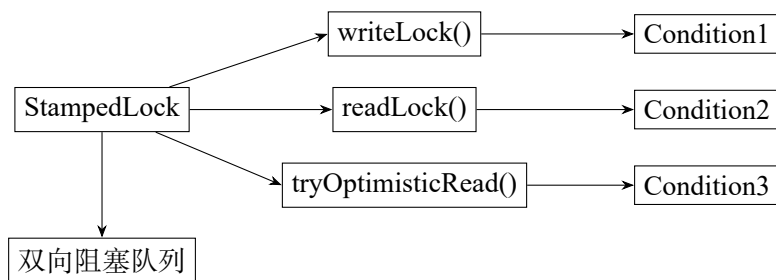 writeLock()
Condition1
StampedLock
readLock()
Condition2
tryOptimisticRead()
Condition3
双向阻塞队列